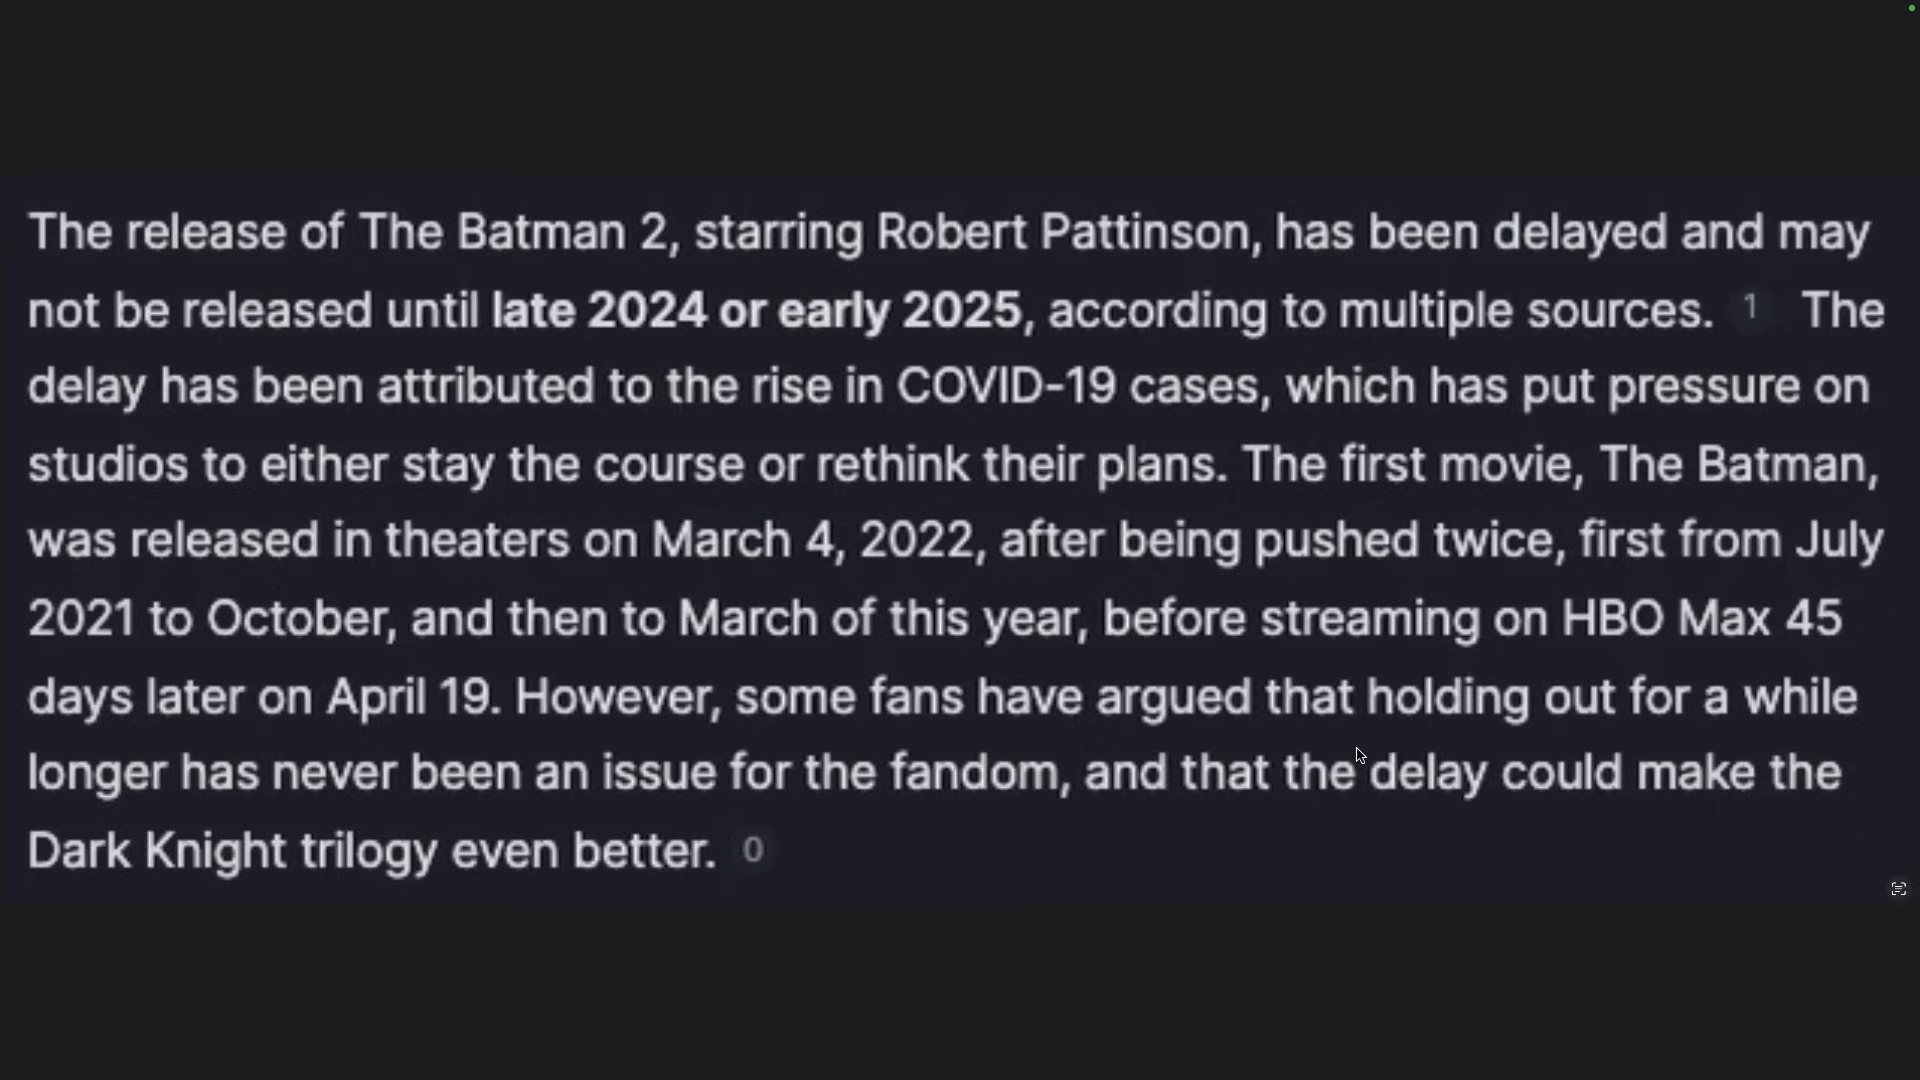 The release of The Batman 2, starring Robert Pattinson, has been delayed and may
not be released until late 2024 or early 2025, according to multiple sources. 1 The
delay has been attributed to the rise in COVID-19 cases, which has put pressure on
studios to either stay the course or rethink their plans. The first movie, The Batman,
was released in theaters on March 4, 2022, after being pushed twice, first from July
2021 to October, and then to March of this year, before streaming on HBO Max 45
days later on April 19. However, some fans have argued that holding out for a while
longer has never been an issue for the fandom, and that the delay could make the
Dark Knight trilogy even better. 0